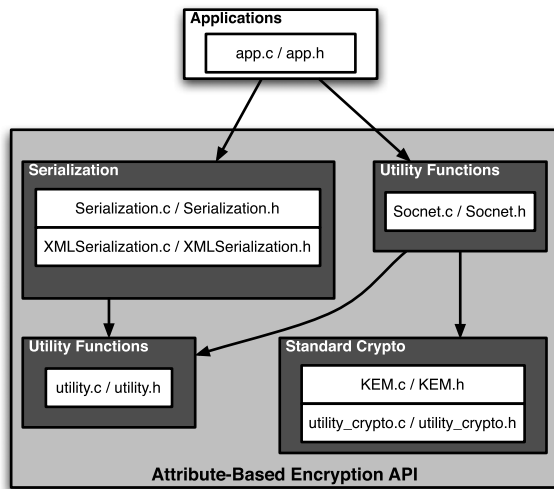 Applications
app.c / app.h
Serialization
Serialization.c / Serialization.h
XMLSerialization.c / XMLSerialization.h
Utility Functions
Socnet.c / Socnet.h
Utility Functions
utility.c / utility.h
Standard Crypto
KEM.c / KEM.h
utility_crypto.c / utility_crypto.h
Attribute-Based Encryption API